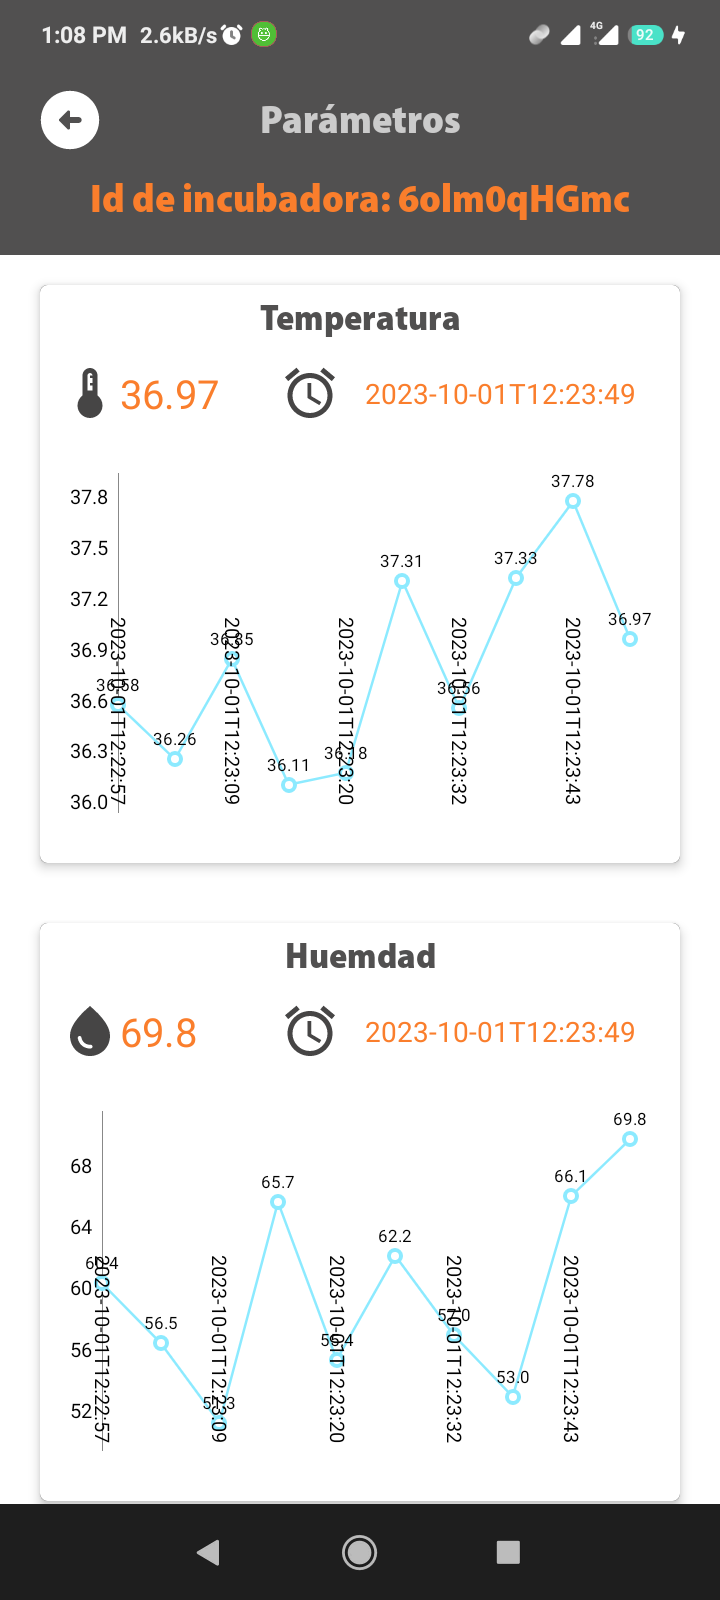 1:08 PM 2.6kB/s 4G 92
Parámetros
Id de incubadora: 6olm0qHGmc
Temperatura
36.97 2023-10-01T12:23:49
37.8
37.5
37.2
36.9
36.6
36.3
36.0
36.58
36.26
36.85
36.11
36.18
37.31
36.56
37.33
37.78
36.97
2023-10-01T12:22:57
2023-10-01T12:23:09
2023-10-01T12:23:20
2023-10-01T12:23:32
2023-10-01T12:23:43
Huemdad
69.8 2023-10-01T12:23:49
68
64
60
56
52
60.4
56.5
51.3
65.7
55.4
62.2
57.0
53.0
66.1
69.8
2023-10-01T12:22:57
2023-10-01T12:23:09
2023-10-01T12:23:20
2023-10-01T12:23:32
2023-10-01T12:23:43